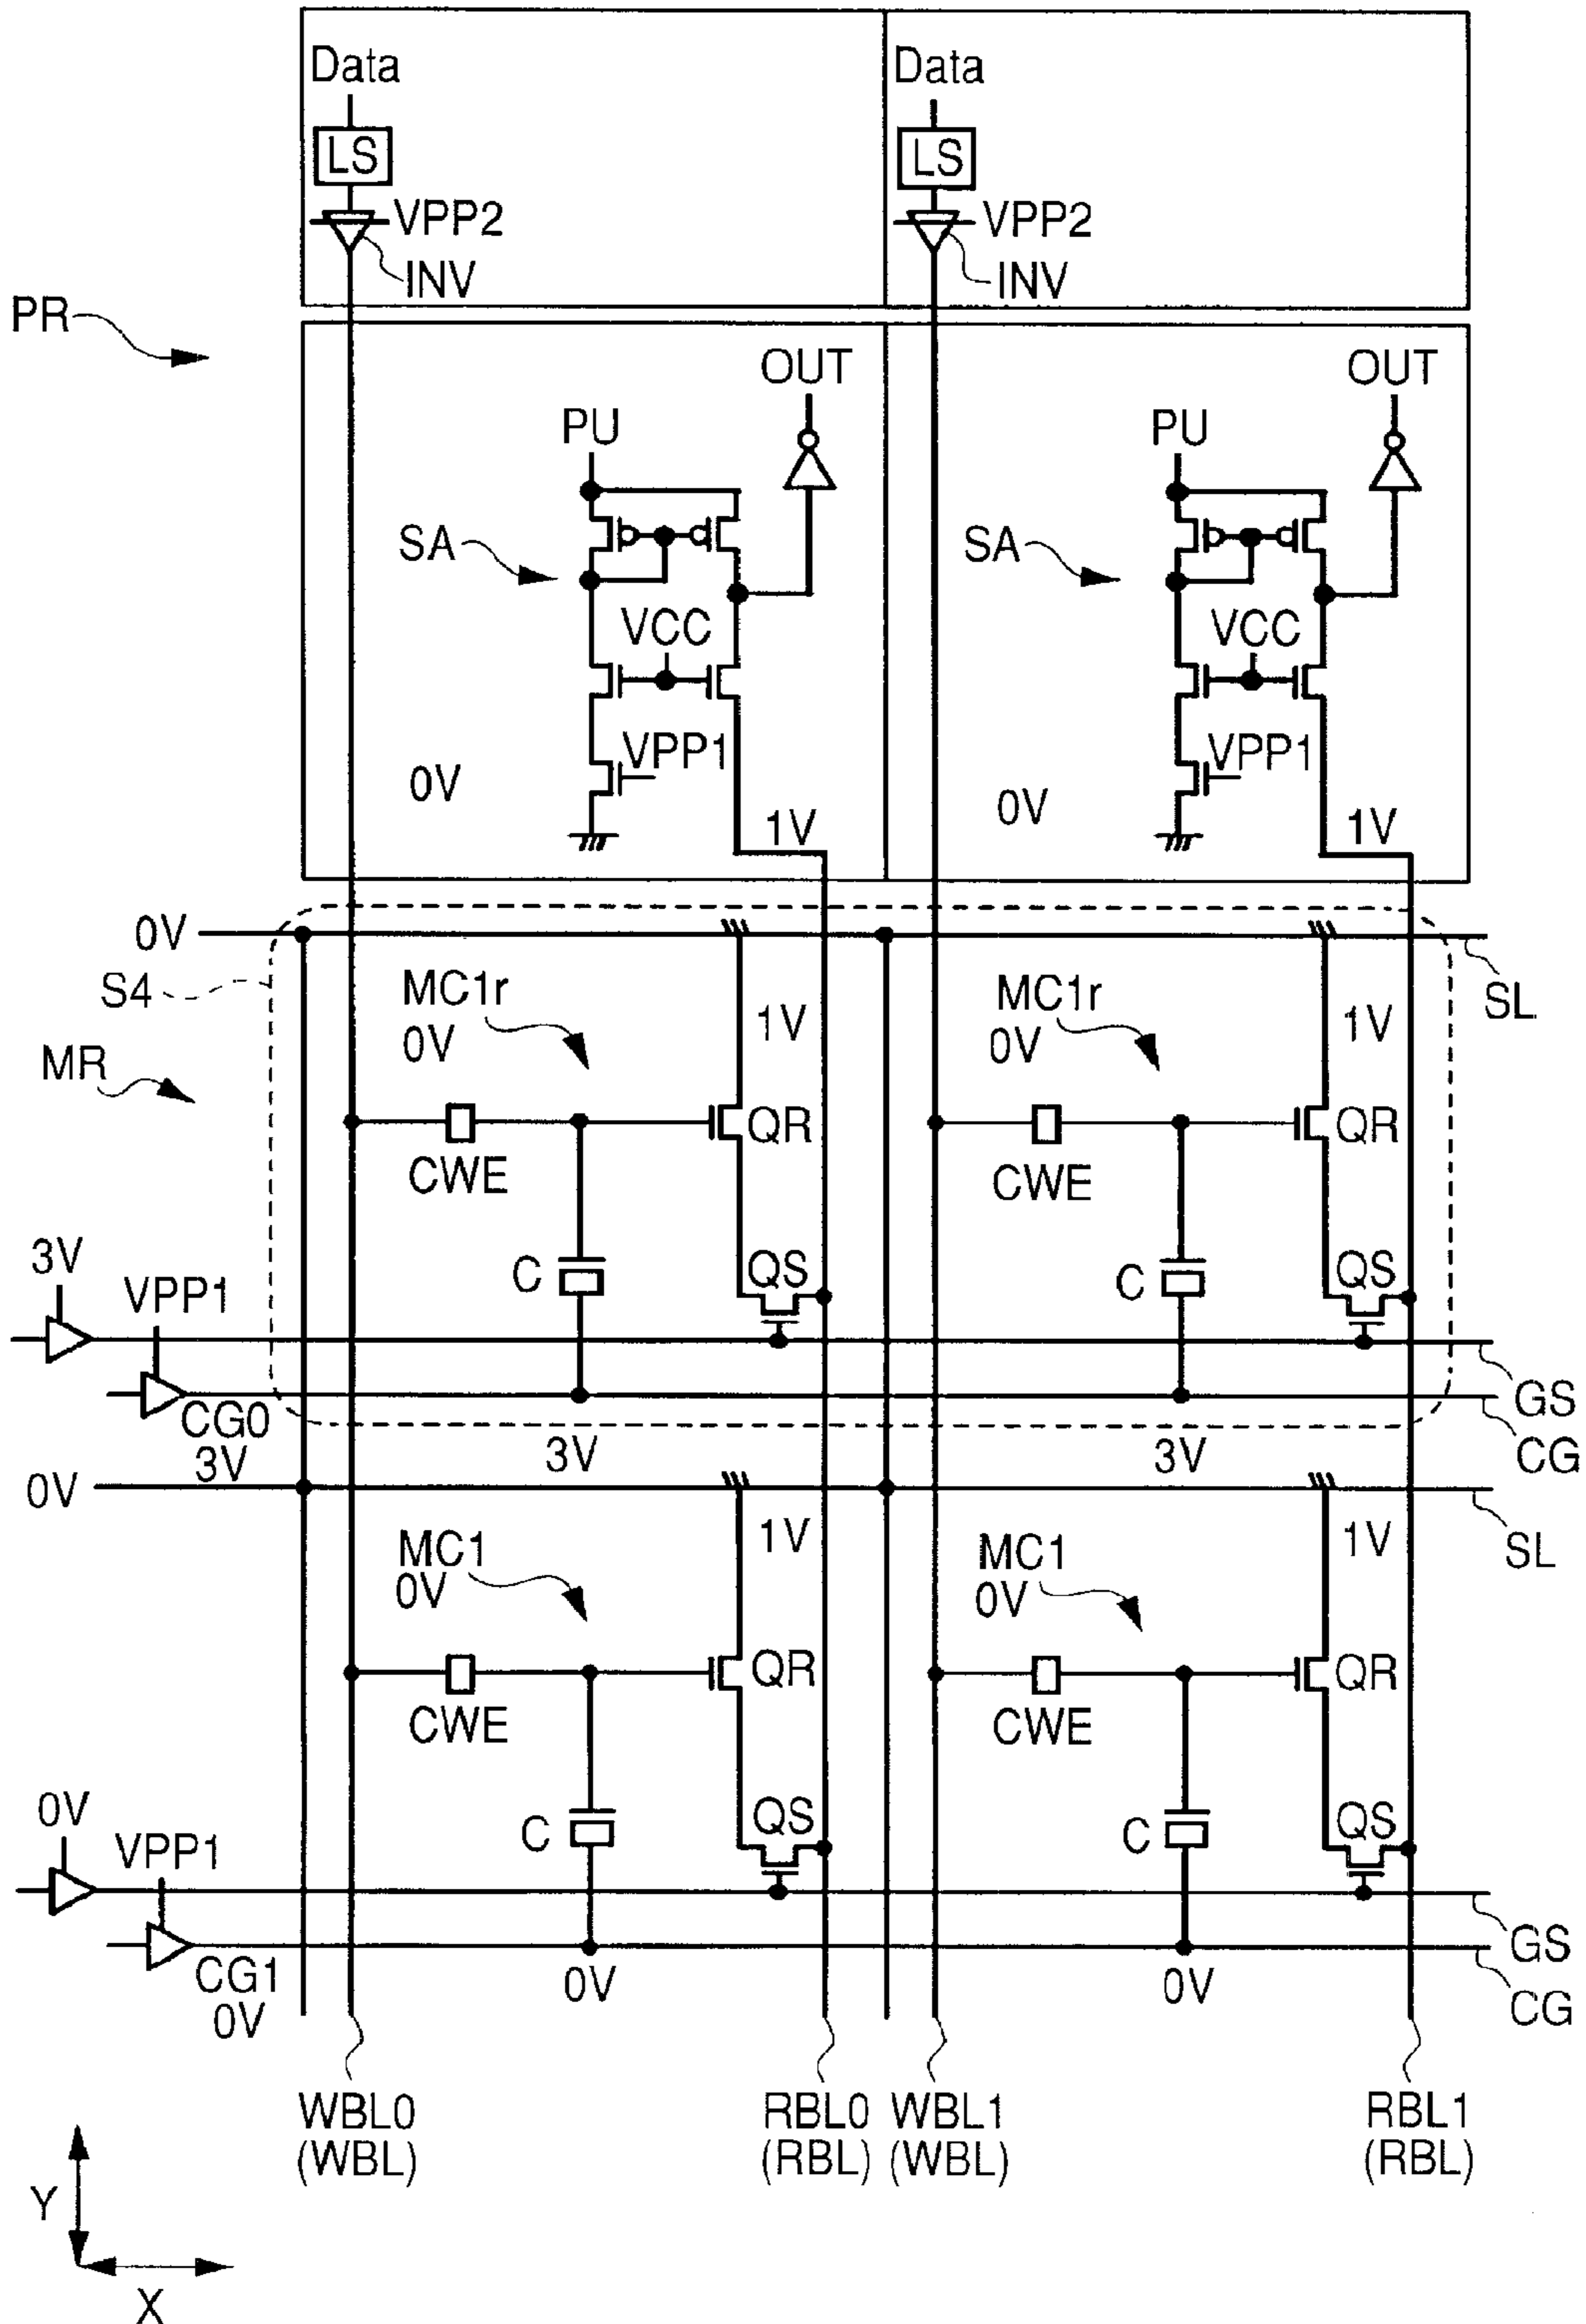 Data Data
LS LS
VPP2 VPP2
INV INV
PR
OUT OUT
PU PU
SA SA
VCC VCC
VPP1 VPP1
0V 0V
1V 1V
0V
S4
SL
MC1r MC1r
0V 0V
1V 1V
MR
QR QR
CWE CWE
3V
C QS C QS
VPP1
GS
CG0
CG
3V 3V 3V
0V
SL
MC1 MC1
0V 0V
1V 1V
QR QR
CWE CWE
0V
C QS C QS
VPP1
GS
CG1
0V 0V 0V
CG
WBL0 RBL0 WBL1 RBL1
(WBL) (RBL) (WBL) (RBL)
Y
X